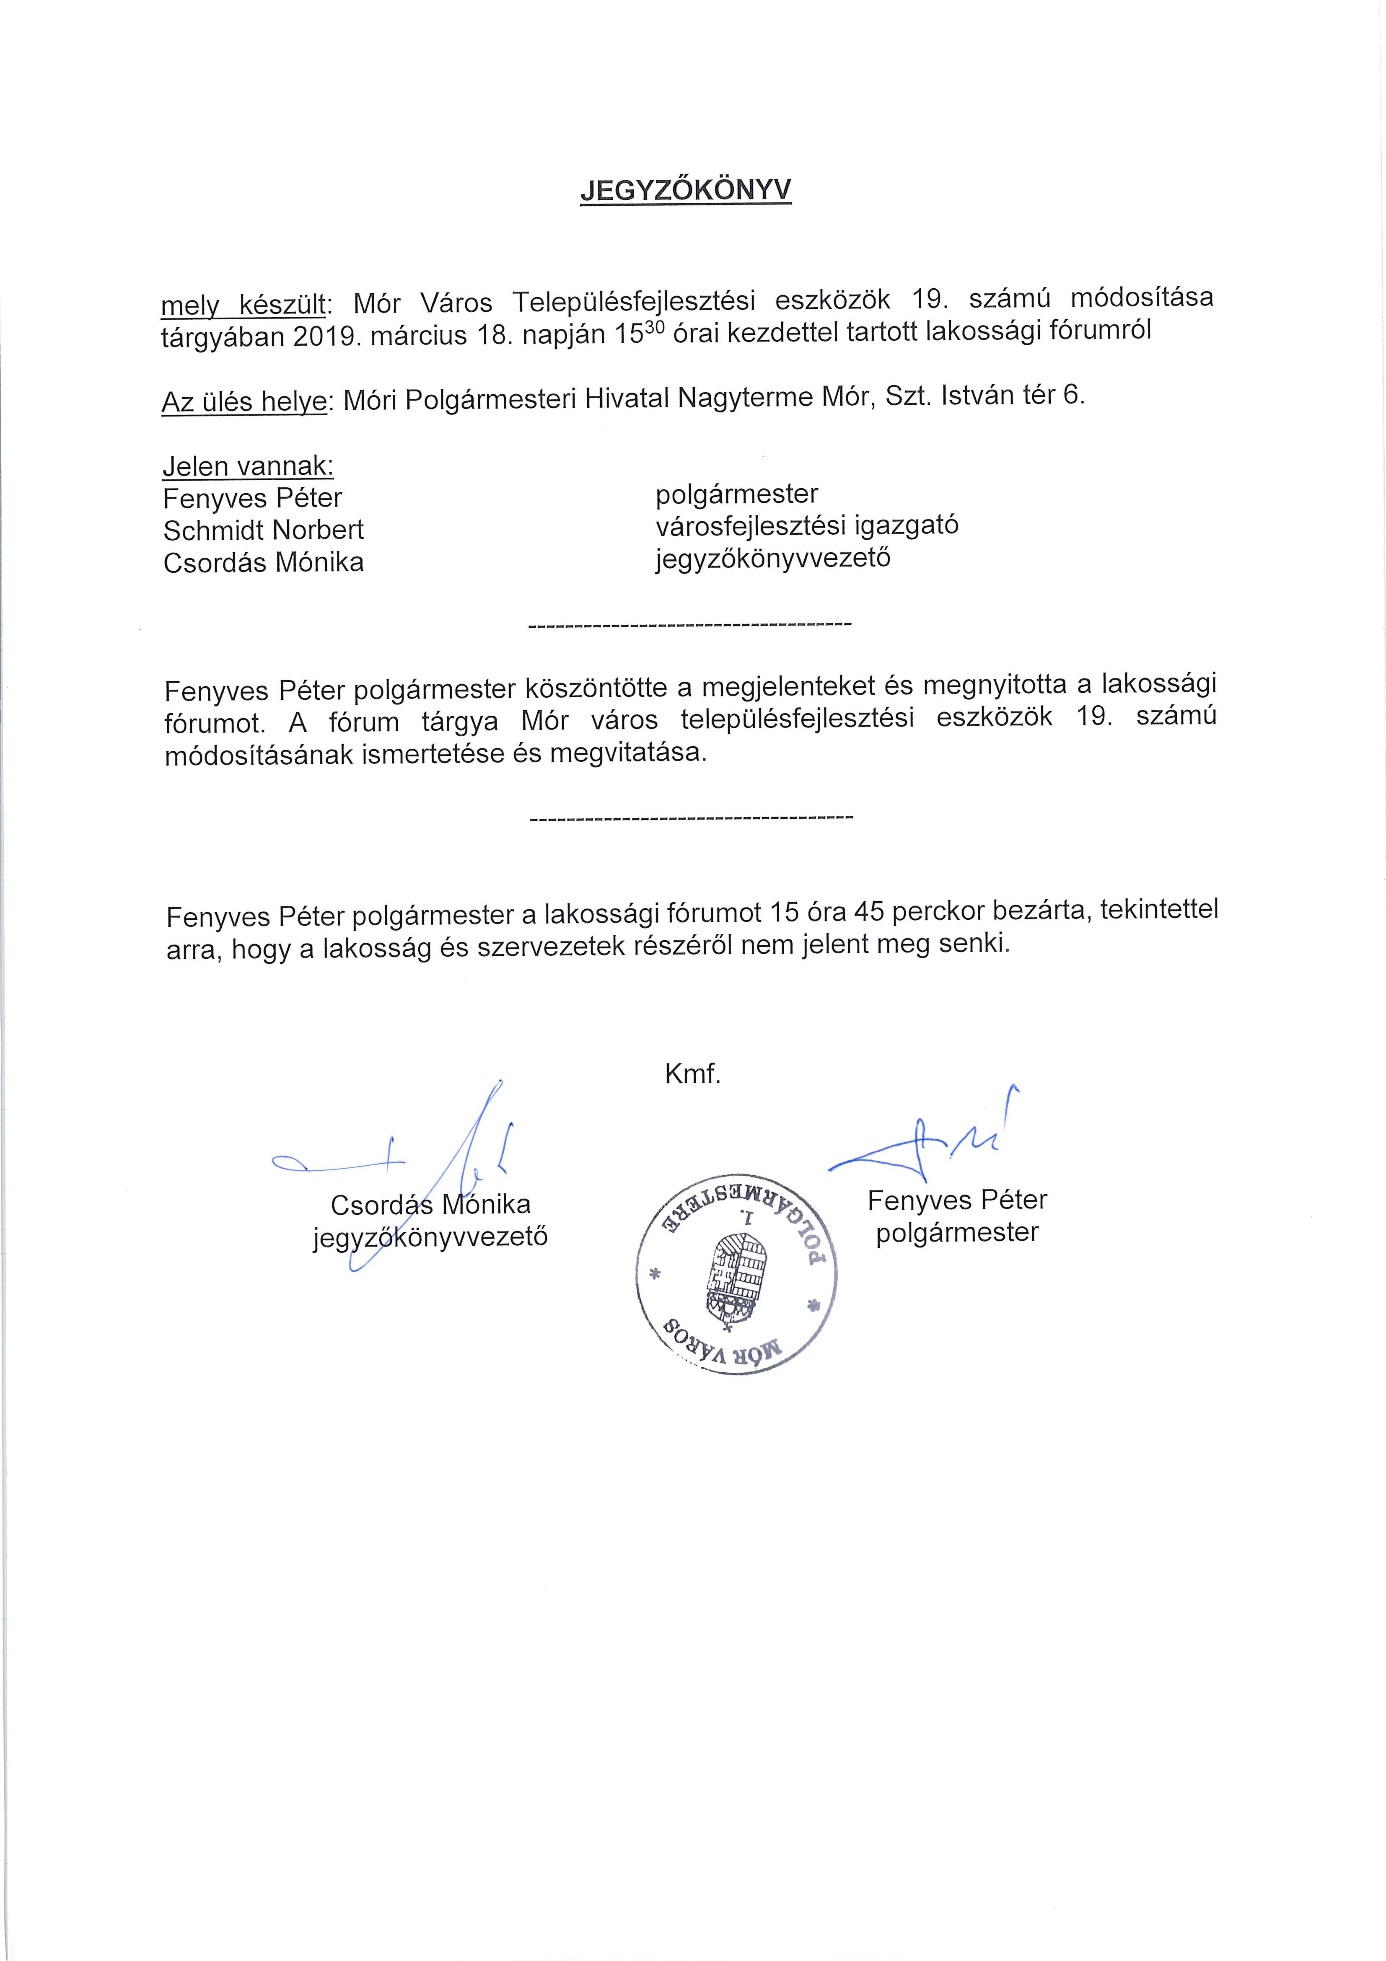 JEGYZŐKÖNYV
mely készült: Mór Város Településfejlesztési eszközök 19. számú módosítása
tárgyában 2019. március 18. napján 15³⁰ órai kezdettel tartott lakossági fórumról
Az ülés helye: Móri Polgármesteri Hivatal Nagyterme Mór, Szt. István tér 6.
Jelen vannak:
Fenyves Péter polgármester
Schmidt Norbert városfejlesztési igazgató
Csordás Mónika jegyzőkönyvvezető
-----------------------------------
Fenyves Péter polgármester köszöntötte a megjelenteket és megnyitotta a lakossági
fórumot. A fórum tárgya Mór város településfejlesztési eszközök 19. számú
módosításának ismertetése és megvitatása.
-----------------------------------
Fenyves Péter polgármester a lakossági fórumot 15 óra 45 perckor bezárta, tekintettel
arra, hogy a lakosság és szervezetek részéről nem jelent meg senki.
Kmf.
Csordás Mónika
jegyzőkönyvvezető
Fenyves Péter
polgármester
MÓR VÁROS * POLGÁRMESTERE *
1.